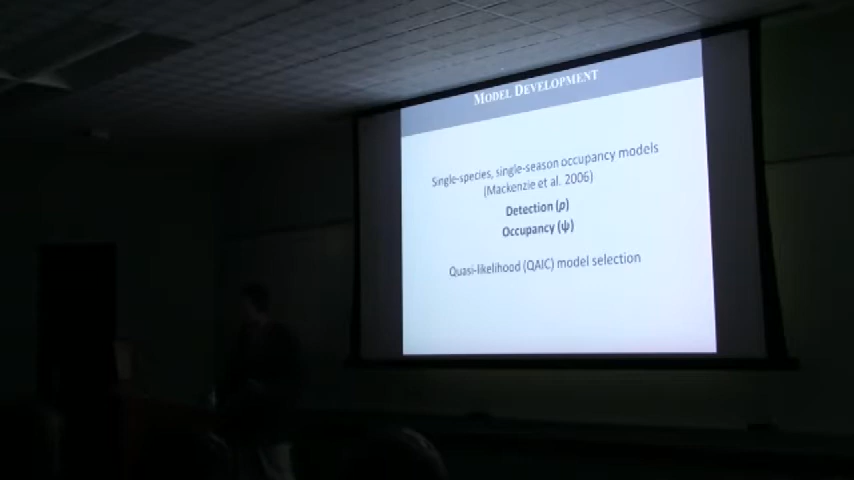 MODEL DEVELOPMENT
Single-species, single-season occupancy models
(Mackenzie et al. 2006)
Detection (p)
Occupancy (ψ)
Quasi-likelihood (QAIC) model selection